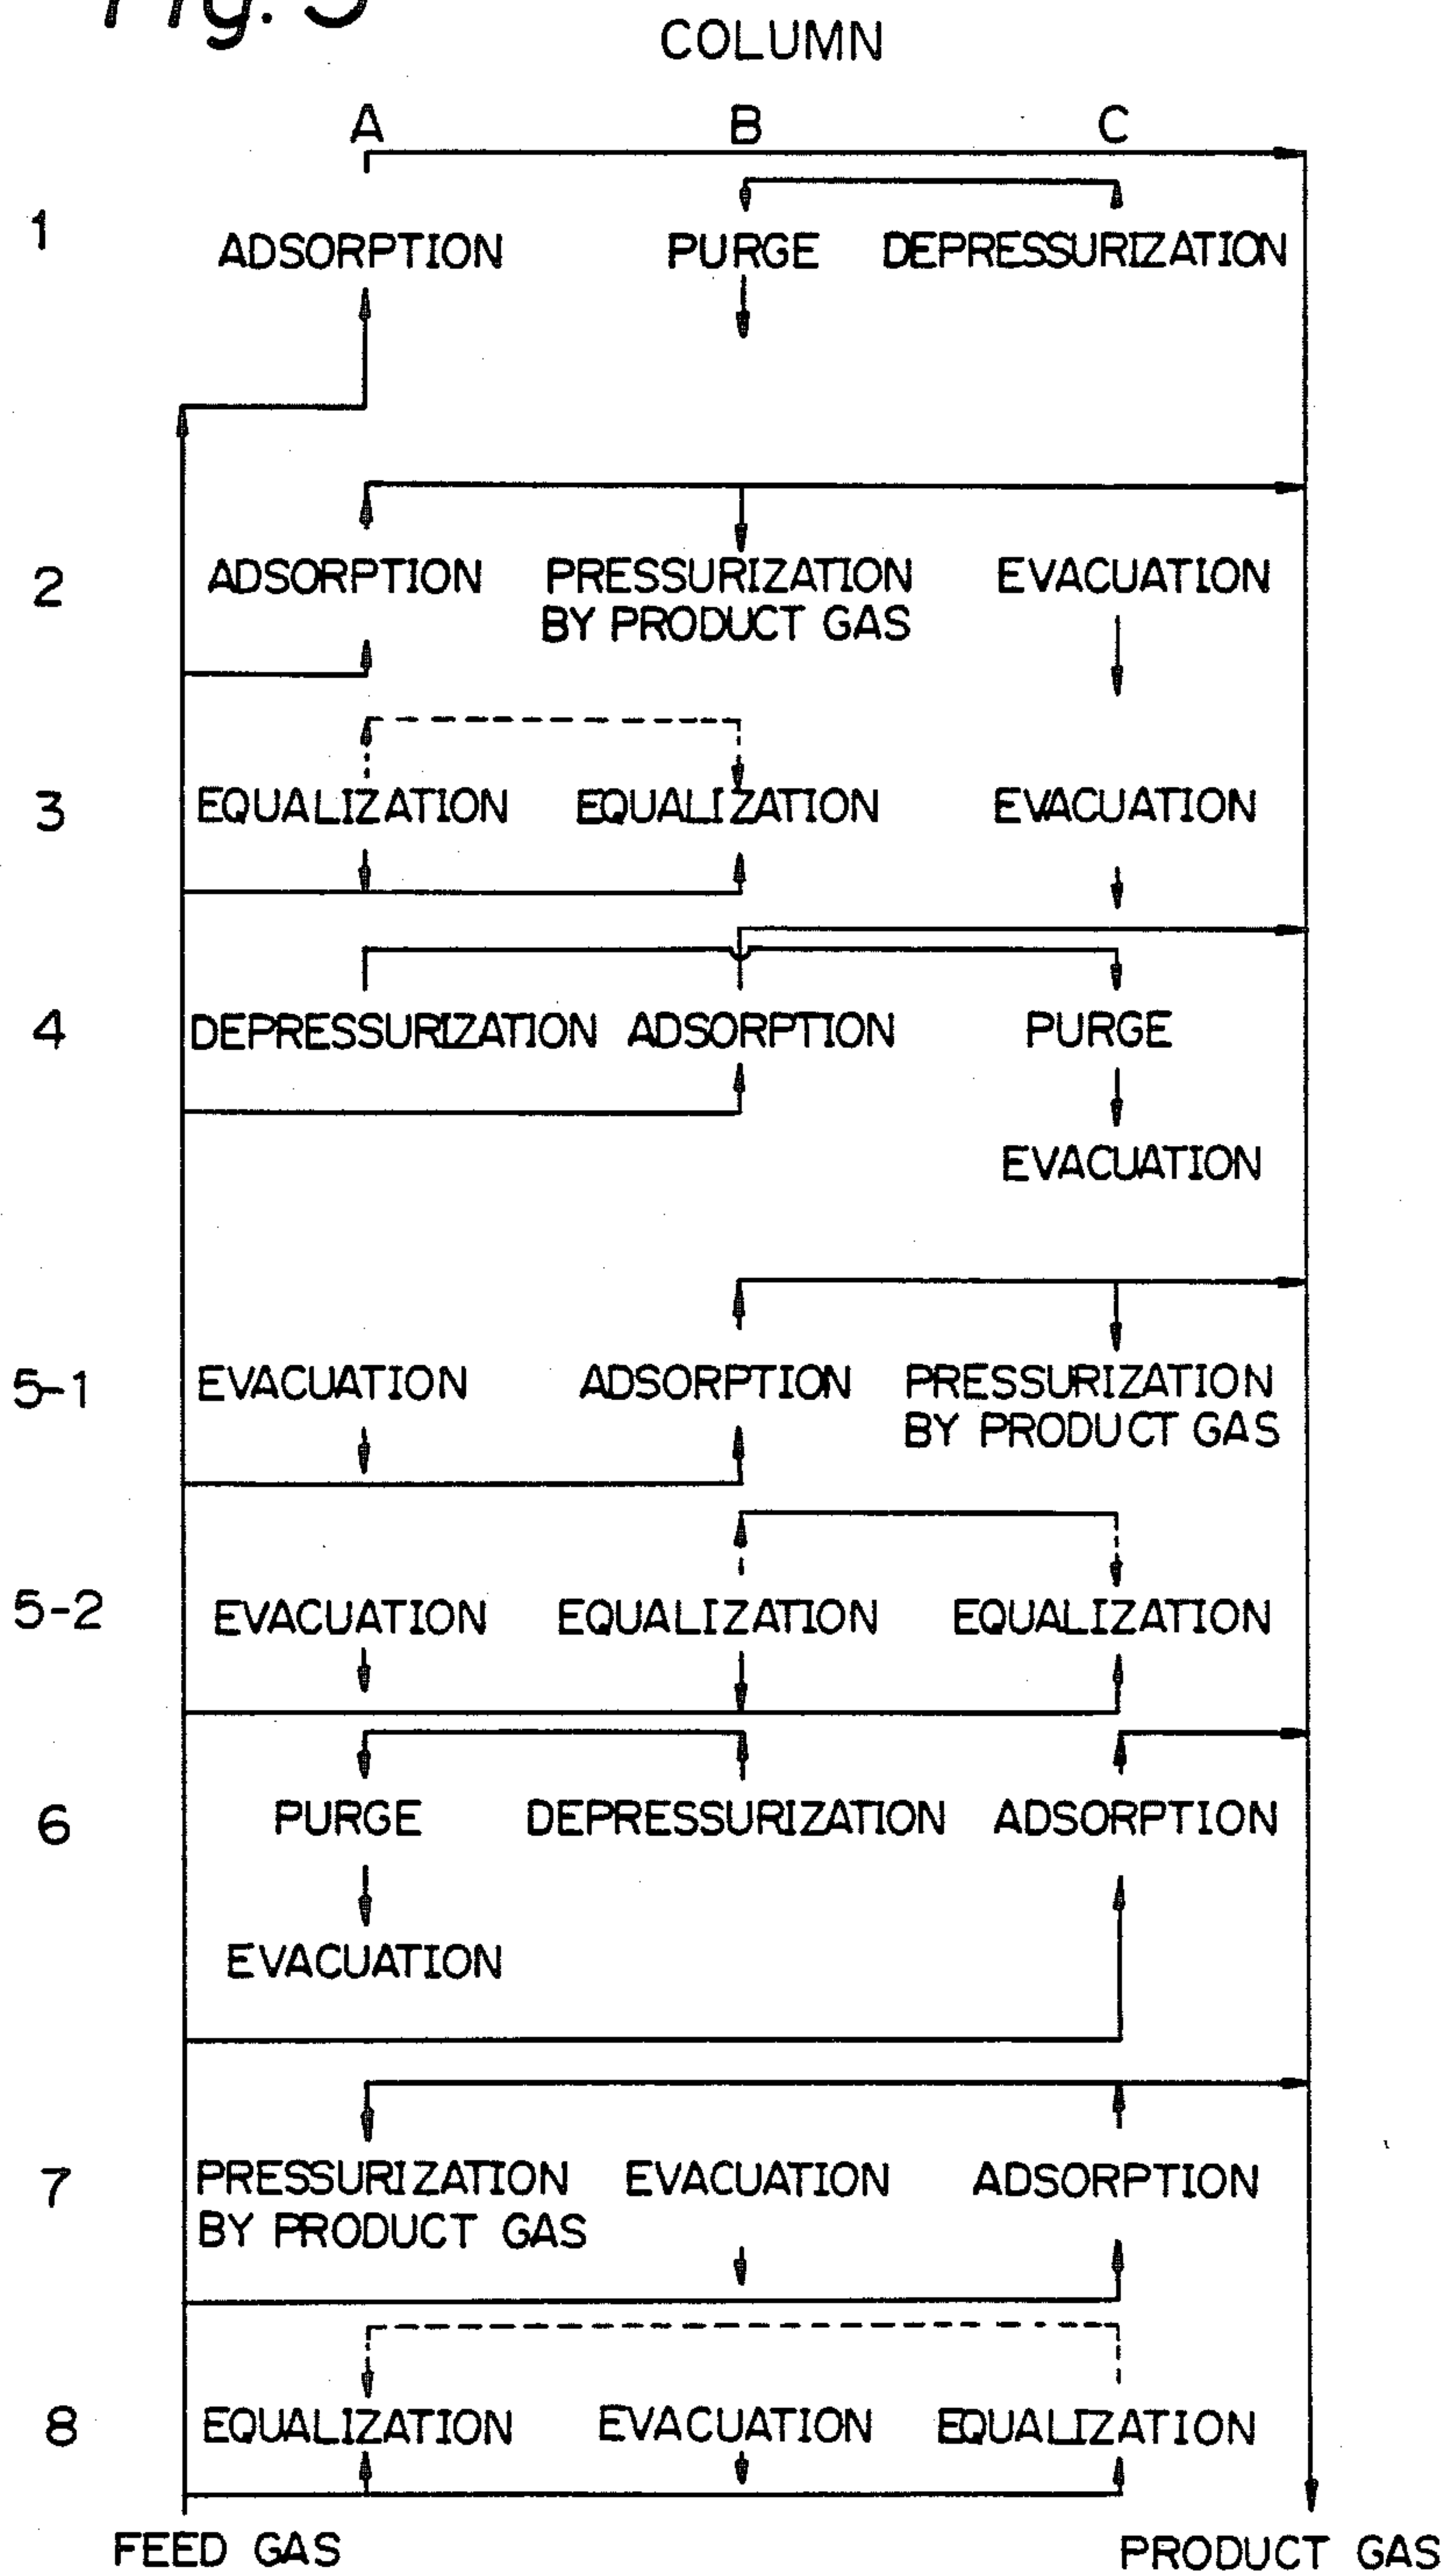 Fig. 5
COLUMN
A B C
1 ADSORPTION PURGE DEPRESSURIZATION
2 ADSORPTION PRESSURIZATION BY PRODUCT GAS EVACUATION
3 EQUALIZATION EQUALIZATION EVACUATION
4 DEPRESSURIZATION ADSORPTION PURGE
EVACUATION
5-1 EVACUATION ADSORPTION PRESSURIZATION BY PRODUCT GAS
5-2 EVACUATION EQUALIZATION EQUALIZATION
6 PURGE DEPRESSURIZATION ADSORPTION
EVACUATION
7 PRESSURIZATION BY PRODUCT GAS EVACUATION ADSORPTION
8 EQUALIZATION EVACUATION EQUALIZATION
FEED GAS PRODUCT GAS